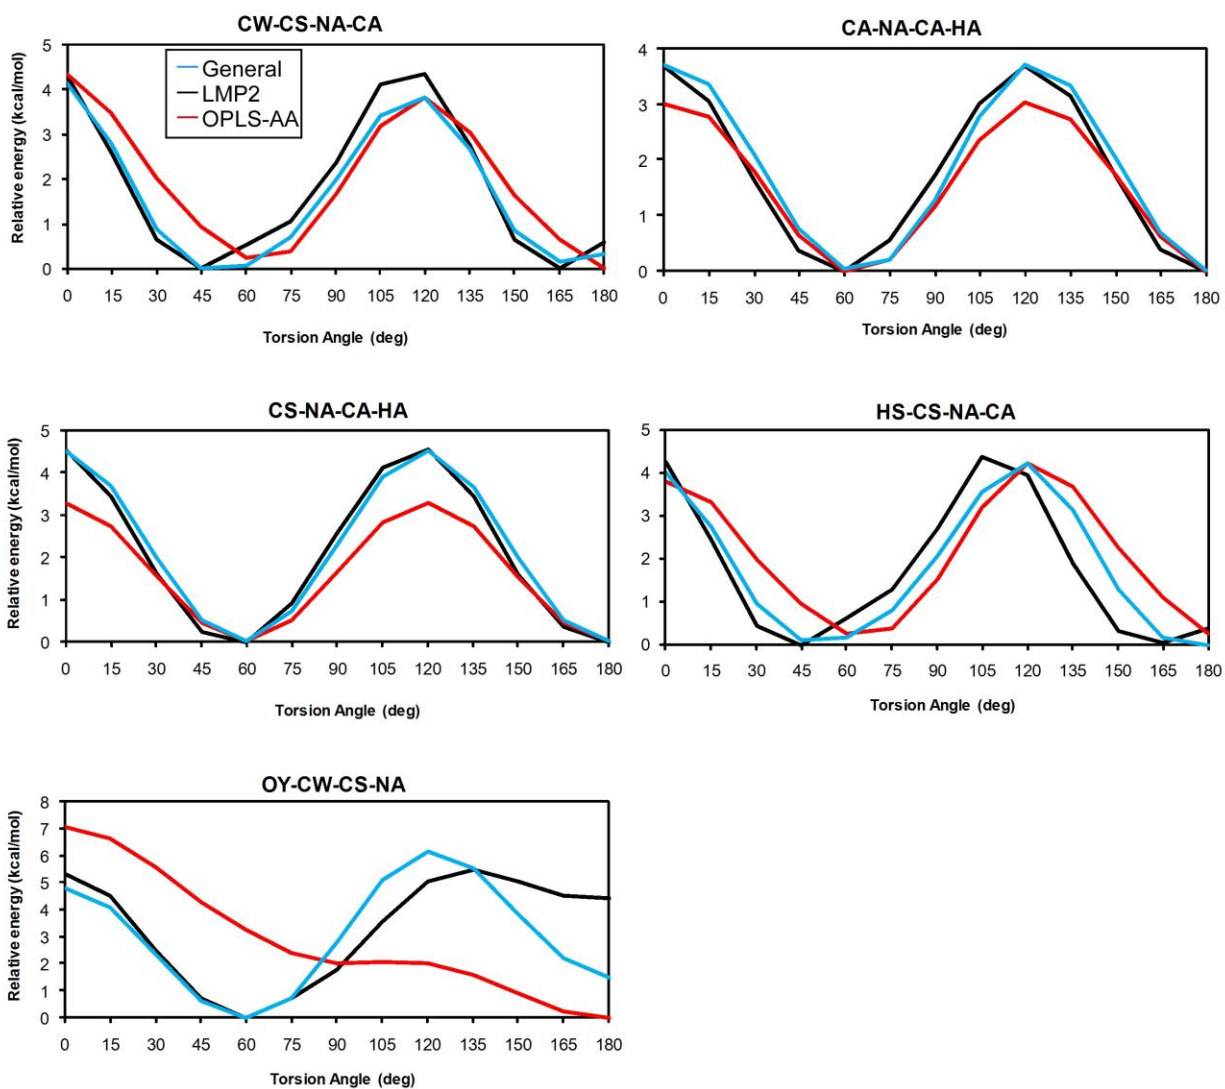 CW-CS-NA-CA
Relative energy (kcal/mol)
5
4
3
2
1
0
General
LMP2
OPLS-AA
0 15 30 45 60 75 90 105 120 135 150 165 180
Torsion Angle (deg)
CA-NA-CA-HA
Relative energy (kcal/mol)
4
3
2
1
0
0 15 30 45 60 75 90 105 120 135 150 165 180
Torsion Angle (deg)
CS-NA-CA-HA
Relative energy (kcal/mol)
5
4
3
2
1
0
0 15 30 45 60 75 90 105 120 135 150 165 180
Torsion Angle (deg)
HS-CS-NA-CA
Relative energy (kcal/mol)
5
4
3
2
1
0
0 15 30 45 60 75 90 105 120 135 150 165 180
Torsion Angle (deg)
OY-CW-CS-NA
Relative energy (kcal/mol)
8
7
6
5
4
3
2
1
0
0 15 30 45 60 75 90 105 120 135 150 165 180
Torsion Angle (deg)